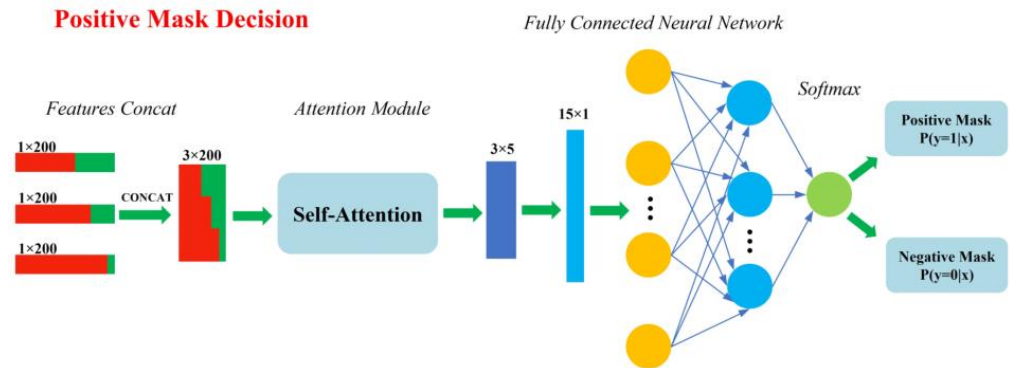 Positive Mask Decision
Fully Connected Neural Network
Features Concat
Attention Module
Softmax
1×200
1×200
1×200
CONCAT
3×200
Self-Attention
3×5
15×1
Positive Mask
P(y=1|x)
Negative Mask
P(y=0|x)